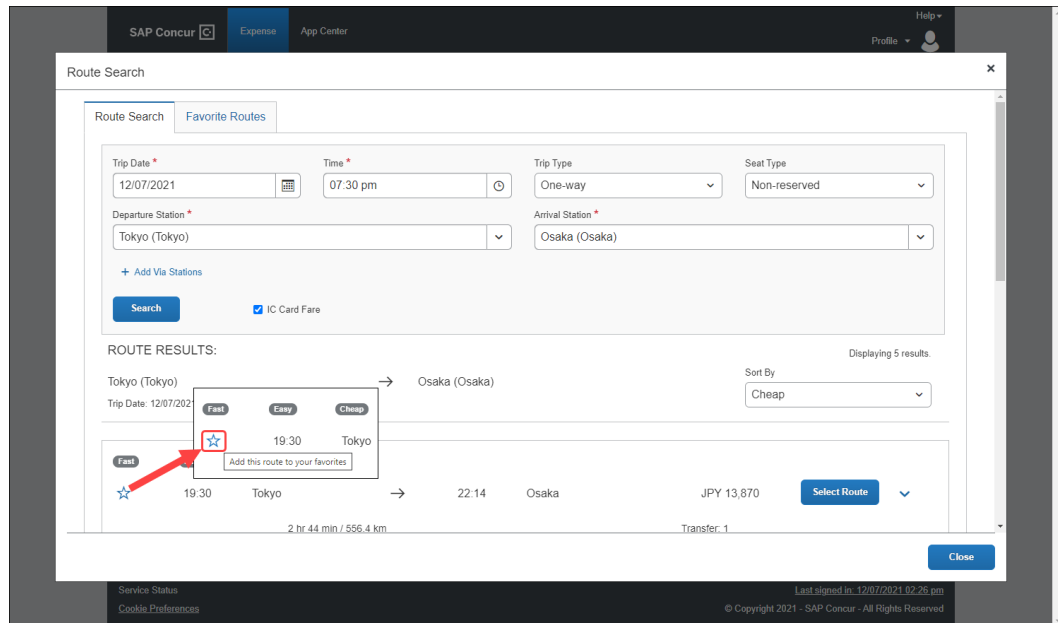 Help
SAP Concur C Expense App Center
Profile
Route Search ×
Route Search Favorite Routes
Trip Date * Time * Trip Type Seat Type
12/07/2021 07:30 pm One-way Non-reserved
Departure Station * Arrival Station *
Tokyo (Tokyo) Osaka (Osaka)
+ Add Via Stations
Search IC Card Fare
ROUTE RESULTS: Displaying 5 results.
Sort By
Tokyo (Tokyo) → Osaka (Osaka) Cheap
Trip Date: 12/07/2021
Fast Easy Cheap
19:30 Tokyo
Add this route to your favorites
Fast
19:30 Tokyo → 22:14 Osaka JPY 13,870 Select Route
2 hr 44 min / 556.4 km Transfer: 1
Close
Service Status Last signed in: 12/07/2021 02:26 pm
Cookie Preferences © Copyright 2021 - SAP Concur - All Rights Reserved